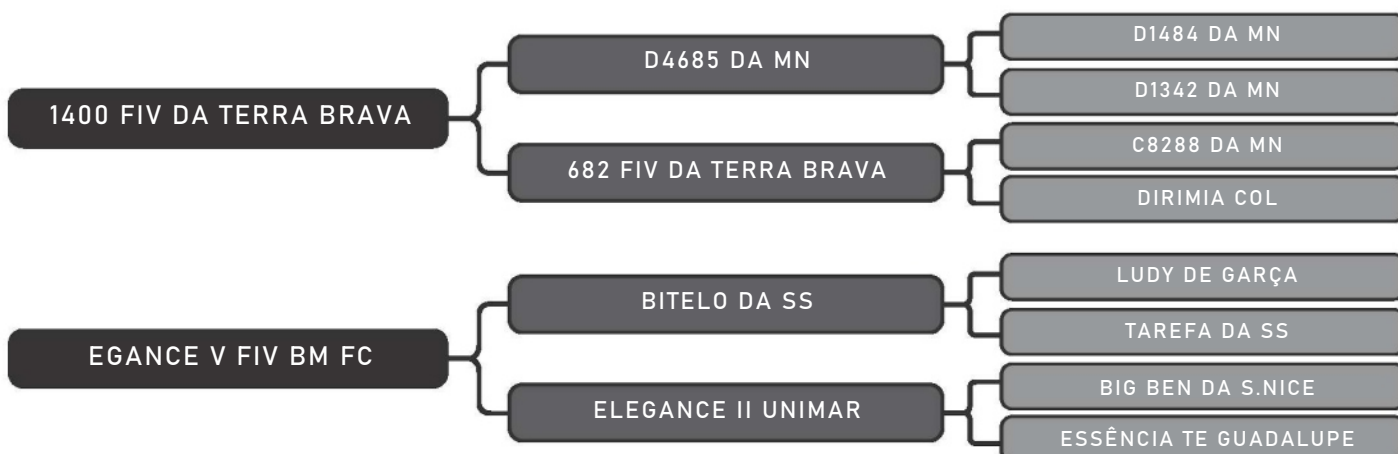 1400 FIV DA TERRA BRAVA
D4685 DA MN
D1484 DA MN
D1342 DA MN
682 FIV DA TERRA BRAVA
C8288 DA MN
DIRIMIA COL
EGANCE V FIV BM FC
BITELO DA SS
LUDY DE GARÇA
TAREFA DA SS
ELEGANCE II UNIMAR
BIG BEN DA S.NICE
ESSÊNCIA TE GUADALUPE